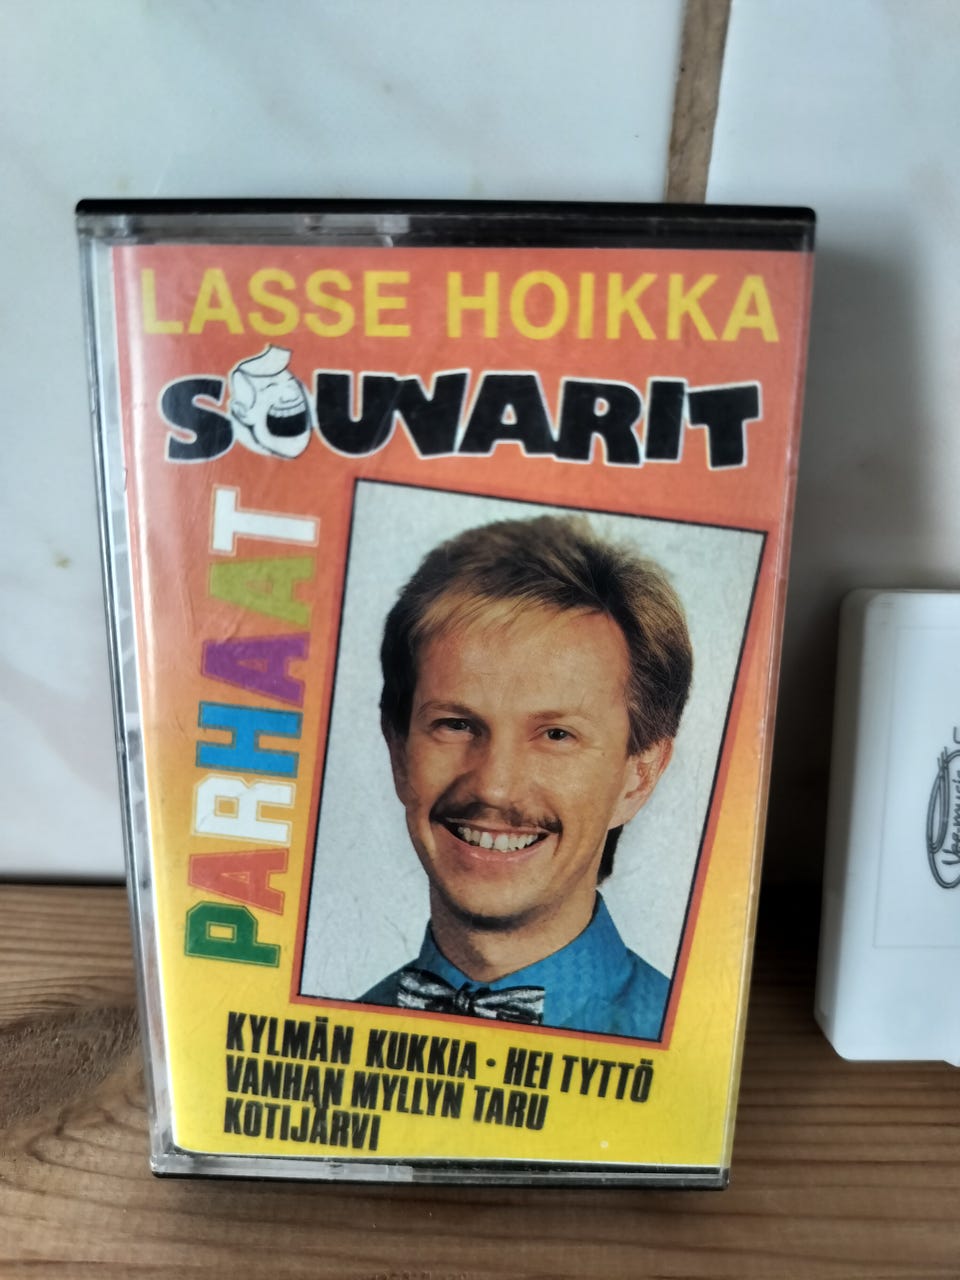 LASSE HOIKKA
SOUVARIT
PARHAAT
KYLMÄN KUKKIA • HEI TYTTÖ
VANHAN MYLLYN TARU
KOTIJÄRVI